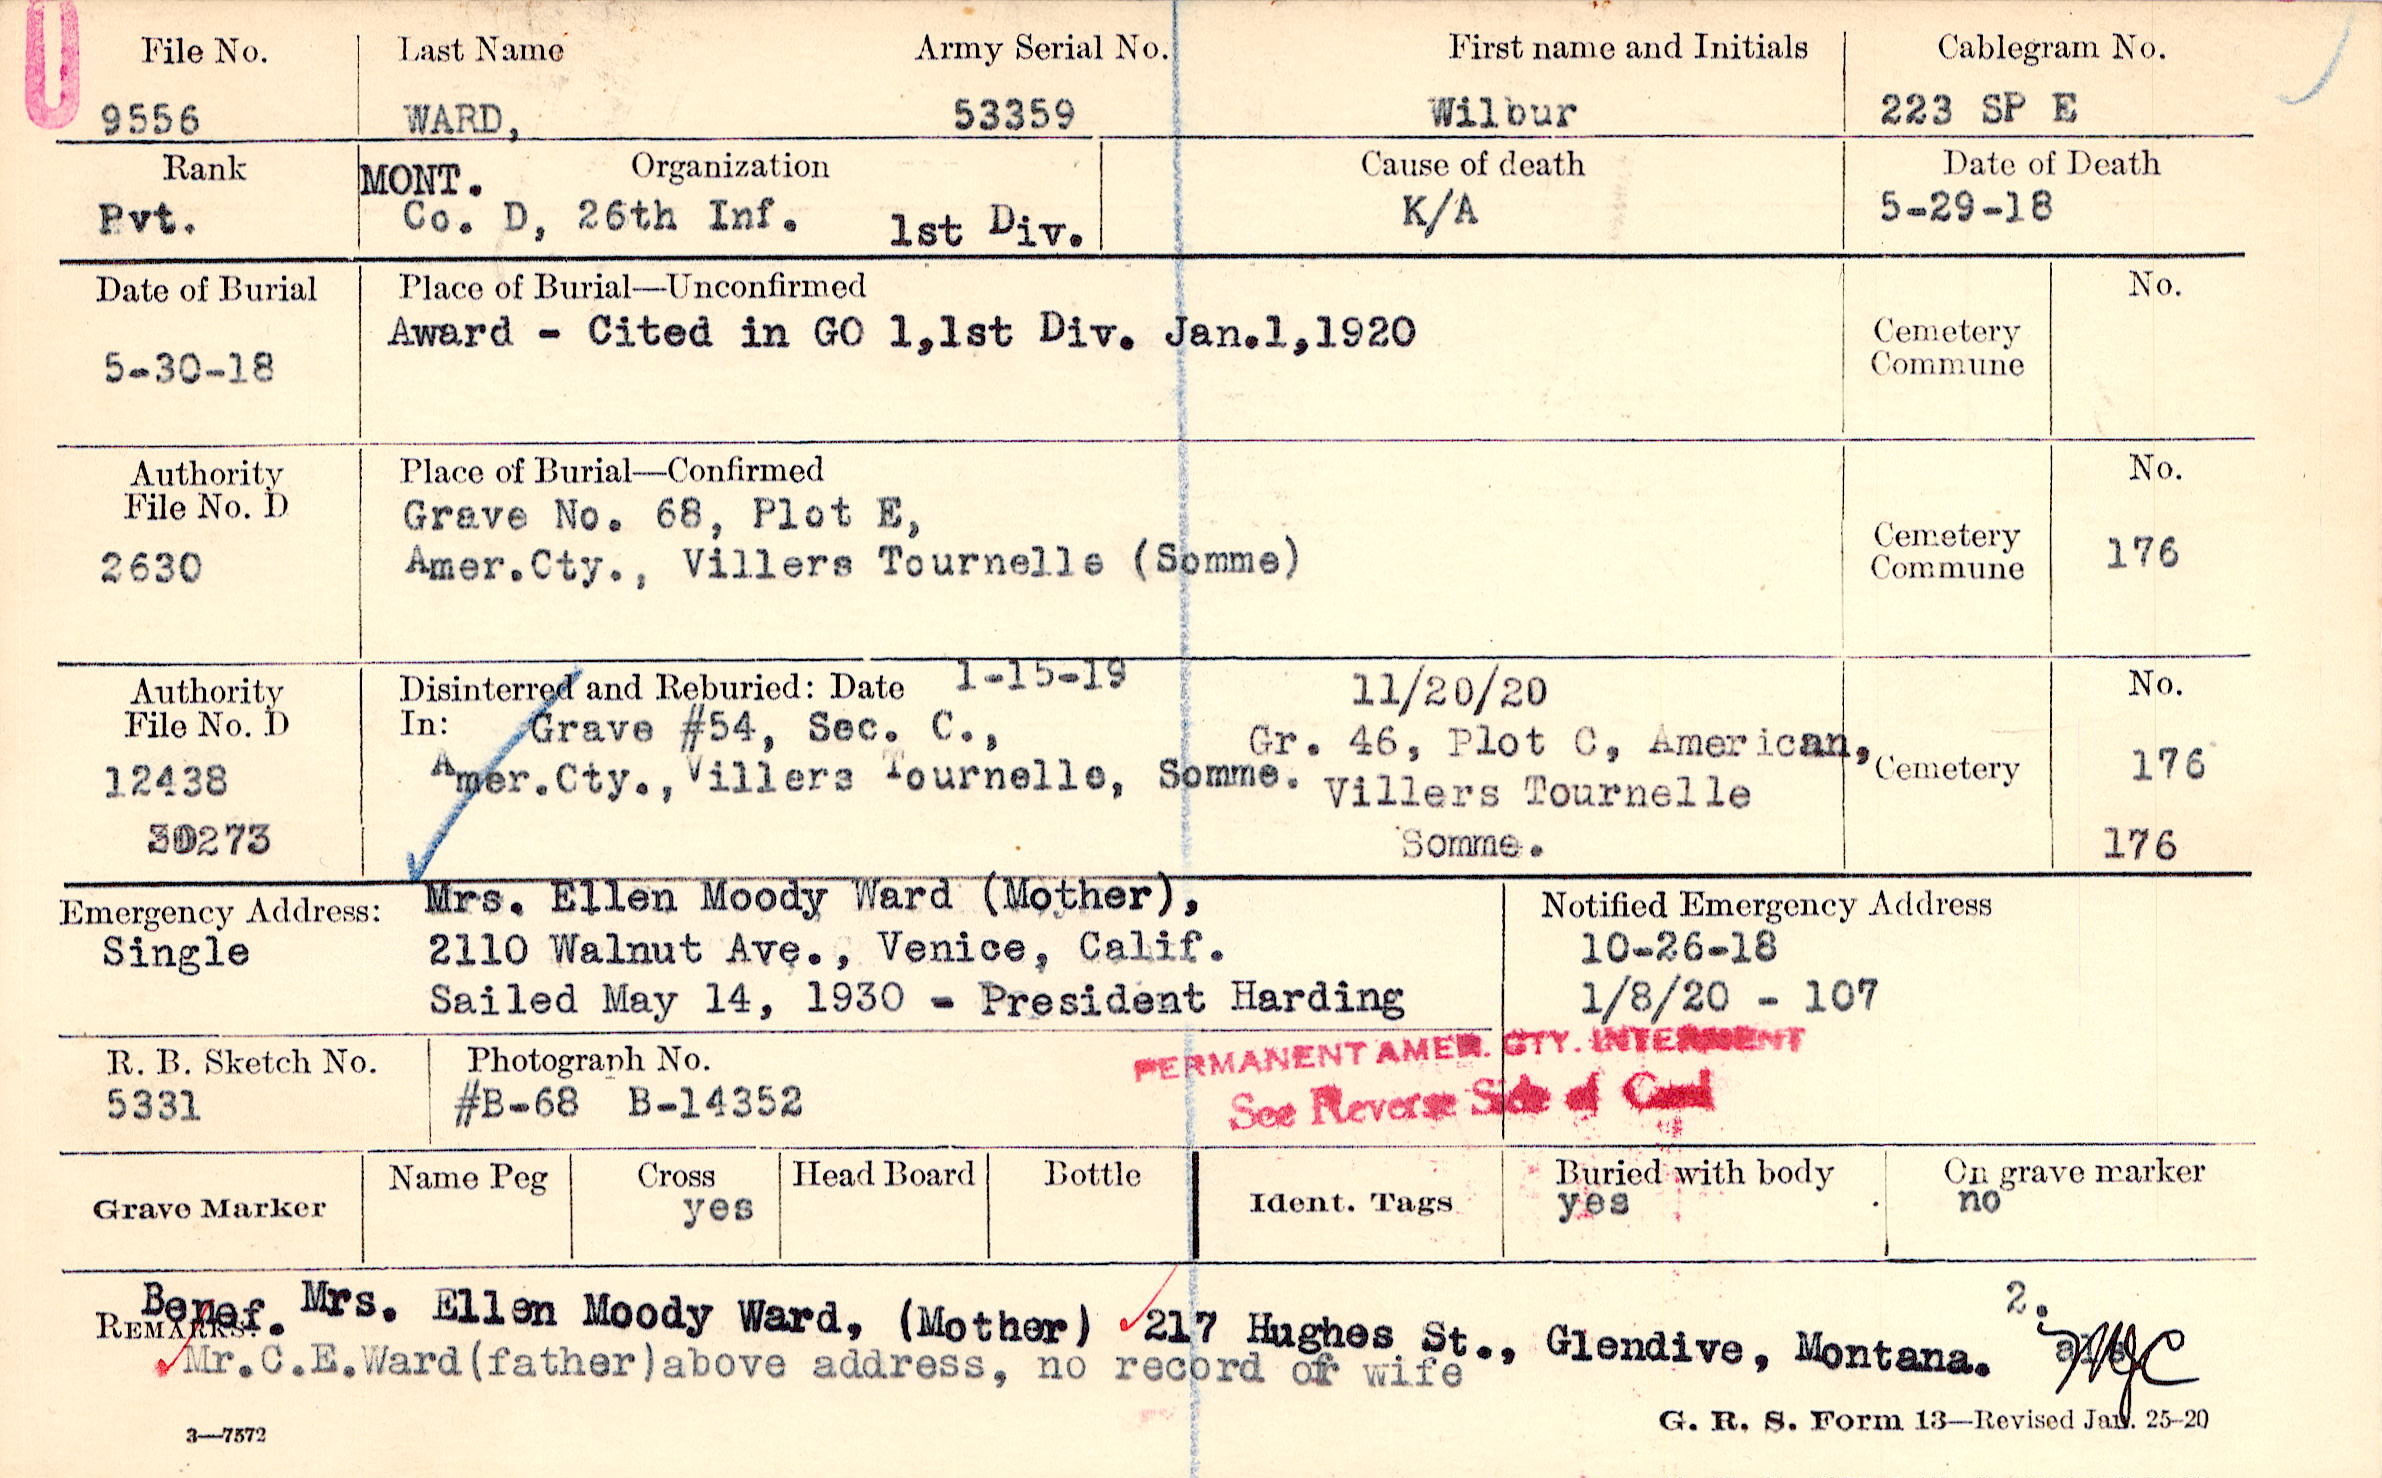 File No. Last Name Army Serial No. First name and Initials Cablegram No.
9556 WARD, 53359 Wilbur 223 SP E
Rank MONT. Organization Cause of death Date of Death
Pvt. Co. D, 26th Inf. 1st Div. K/A 5-29-18
Date of Burial Place of Burial—Unconfirmed No.
Award - Cited in GO 1,1st Div. Jan.1,1920 Cemetery
5-30-18 Commune
Authority Place of Burial—Confirmed No.
File No. D Grave No. 68, Plot E, Cemetery
2630 Amer.Cty., Villers Tournelle (Somme) Commune 176
Authority Disinterred and Reburied: Date 1-15-19 11/20/20 No.
File No. D In: Grave #54, Sec. C., Gr. 46, Plot C, American,
12438 Amer.Cty., Villers Tournelle, Somme. Villers Tournelle Cemetery 176
30273 Somme. 176
Emergency Address: Mrs. Ellen Moody Ward (Mother), Notified Emergency Address
Single 2110 Walnut Ave., Venice, Calif. 10-26-18
Sailed May 14, 1930 - President Harding 1/8/20 - 107
PERMANENT AMER. CTY. INTERMENT
R. B. Sketch No. Photograph No.
5331 #B-68 B-14352 See Reverse Side of Card
Grave Marker Name Peg Cross Head Board Bottle Ident. Tags Buried with body On grave marker
yes yes no
Benef. Mrs. Ellen Moody Ward, (Mother) 217 Hughes St., Glendive, Montana. 2.
REMARKS:
Mr.C.E.Ward(father)above address, no record of wife
3—7572 G. R. S. Form 13—Revised Jan. 25-20